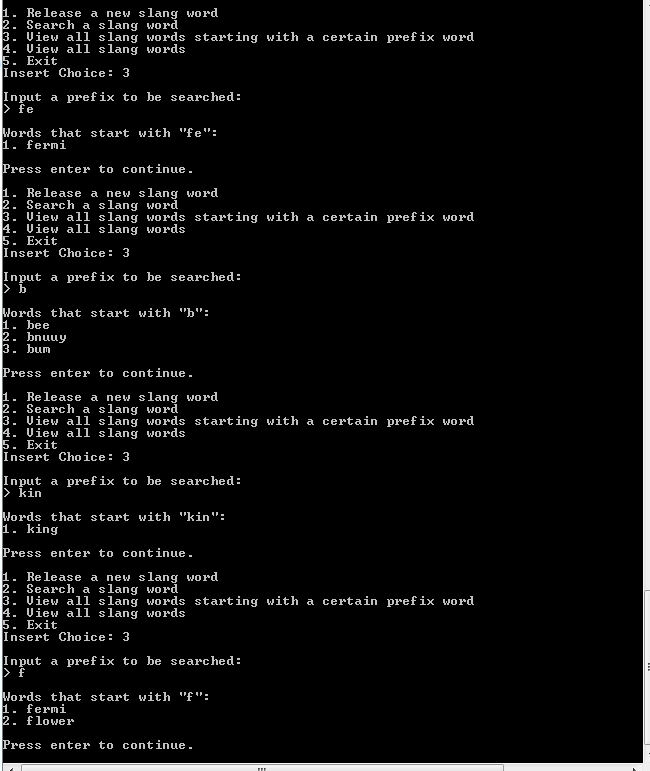 1. Release a new slang word
2. Search a slang word
3. View all slang words starting with a certain prefix word
4. View all slang words
5. Exit
Insert Choice: 3
Input a prefix to be searched:
> fe
Words that start with "fe":
1. fermi
Press enter to continue.
1. Release a new slang word
2. Search a slang word
3. View all slang words starting with a certain prefix word
4. View all slang words
5. Exit
Insert Choice: 3
Input a prefix to be searched:
> b
Words that start with "b":
1. bee
2. bnuuy
3. bum
Press enter to continue.
1. Release a new slang word
2. Search a slang word
3. View all slang words starting with a certain prefix word
4. View all slang words
5. Exit
Insert Choice: 3
Input a prefix to be searched:
> kin
Words that start with "kin":
1. king
Press enter to continue.
1. Release a new slang word
2. Search a slang word
3. View all slang words starting with a certain prefix word
4. View all slang words
5. Exit
Insert Choice: 3
Input a prefix to be searched:
> f
Words that start with "f":
1. fermi
2. flower
Press enter to continue.